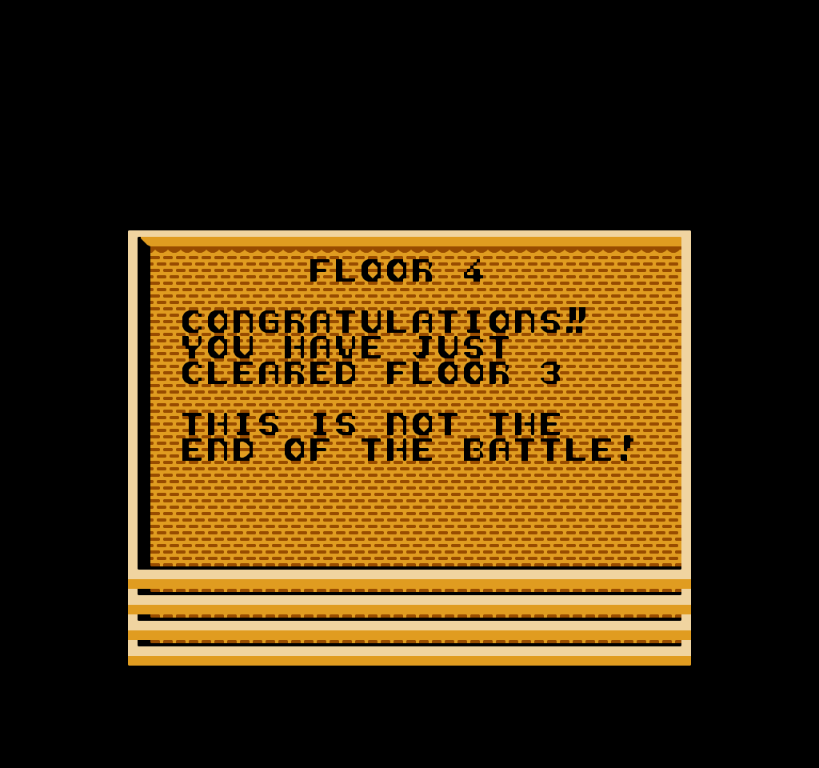 FLOOR 4
CONGRATULATIONS!!
YOU HAVE JUST
CLEARED FLOOR 3
THIS IS NOT THE
END OF THE BATTLE!